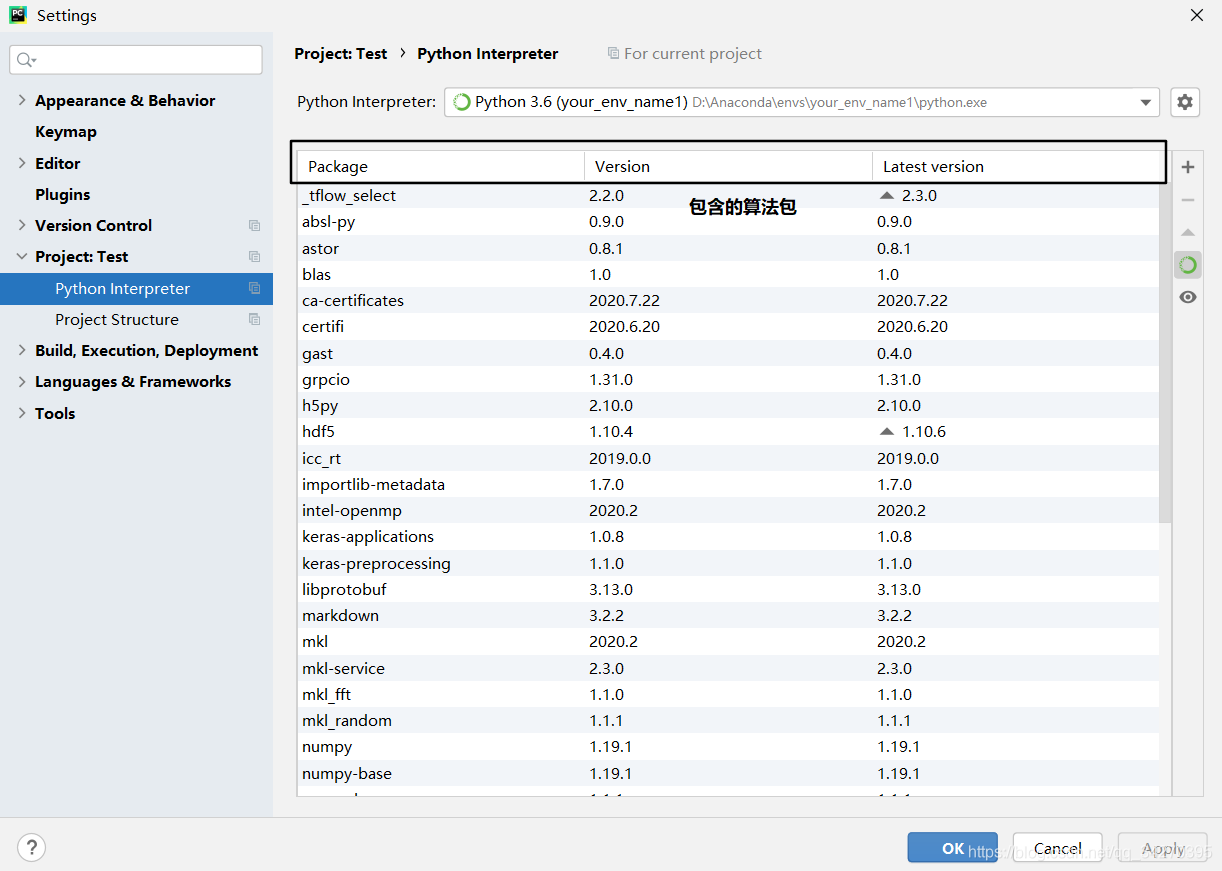 PC Settings
Project: Test › Python Interpreter For current project
Python Interpreter: Python 3.6 (your_env_name1) D:\Anaconda\envs\your_env_name1\python.exe
Appearance & Behavior
Keymap
Editor
Plugins
Version Control
Project: Test
Python Interpreter
Project Structure
Build, Execution, Deployment
Languages & Frameworks
Tools
Package Version Latest version
_tflow_select 2.2.0 2.3.0
包含的算法包
absl-py 0.9.0 0.9.0
astor 0.8.1 0.8.1
blas 1.0 1.0
ca-certificates 2020.7.22 2020.7.22
certifi 2020.6.20 2020.6.20
gast 0.4.0 0.4.0
grpcio 1.31.0 1.31.0
h5py 2.10.0 2.10.0
hdf5 1.10.4 1.10.6
icc_rt 2019.0.0 2019.0.0
importlib-metadata 1.7.0 1.7.0
intel-openmp 2020.2 2020.2
keras-applications 1.0.8 1.0.8
keras-preprocessing 1.1.0 1.1.0
libprotobuf 3.13.0 3.13.0
markdown 3.2.2 3.2.2
mkl 2020.2 2020.2
mkl-service 2.3.0 2.3.0
mkl_fft 1.1.0 1.1.0
mkl_random 1.1.1 1.1.1
numpy 1.19.1 1.19.1
numpy-base 1.19.1 1.19.1
? OK Cancel Apply